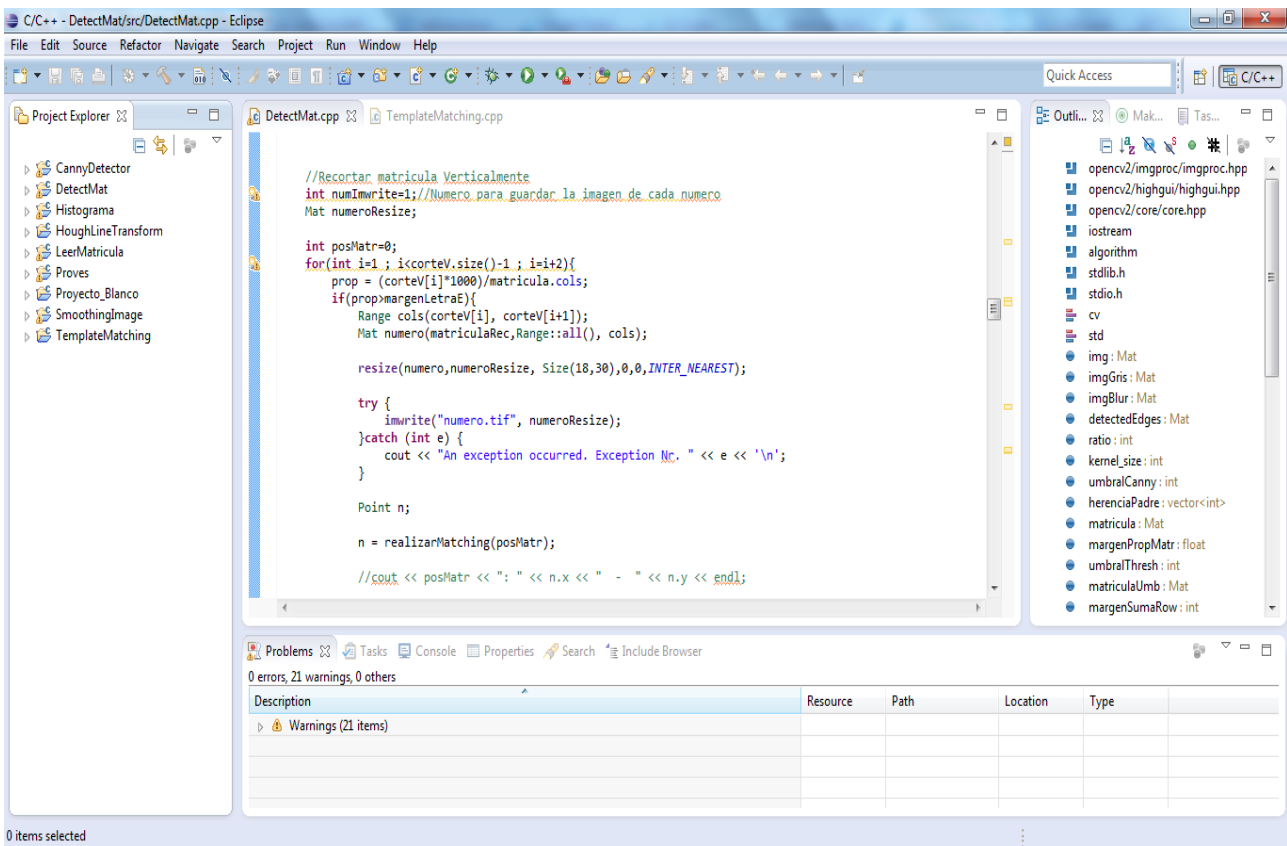 C/C++ - DetectMat/src/DetectMat.cpp - Eclipse
File Edit Source Refactor Navigate Search Project Run Window Help
Quick Access
C/C++
Project Explorer
CannyDetector
DetectMat
Histograma
HoughLineTransform
LeerMatricula
Proves
Proyecto_Blanco
SmoothingImage
TemplateMatching
DetectMat.cpp TemplateMatching.cpp
//Recortar matricula Verticalmente
int numImwrite=1;//Numero para guardar la imagen de cada numero
Mat numeroResize;
int posMatr=0;
for(int i=1 ; i<corteV.size()-1 ; i=i+2){
prop = (corteV[i]*1000)/matricula.cols;
if(prop>margenLetraE){
Range cols(corteV[i], corteV[i+1]);
Mat numero(matriculaRec,Range::all(), cols);
resize(numero,numeroResize, Size(18,30),0,0,INTER_NEAREST);
try {
imwrite("numero.tif", numeroResize);
}catch (int e) {
cout << "An exception occurred. Exception Nr. " << e << '\n';
}
Point n;
n = realizarMatching(posMatr);
//cout << posMatr << ": " << n.x << "  -  " << n.y << endl;
Outli... Mak... Tas...
opencv2/imgproc/imgproc.hpp
opencv2/highgui/highgui.hpp
opencv2/core/core.hpp
iostream
algorithm
stdlib.h
stdio.h
cv
std
img : Mat
imgGris : Mat
imgBlur : Mat
detectedEdges : Mat
ratio : int
kernel_size : int
umbralCanny : int
herenciaPadre : vector<int>
matricula : Mat
margenPropMatr : float
umbralThresh : int
matriculaUmb : Mat
margenSumaRow : int
Problems Tasks Console Properties Search Include Browser
0 errors, 21 warnings, 0 others
Description Resource Path Location Type
Warnings (21 items)
0 items selected